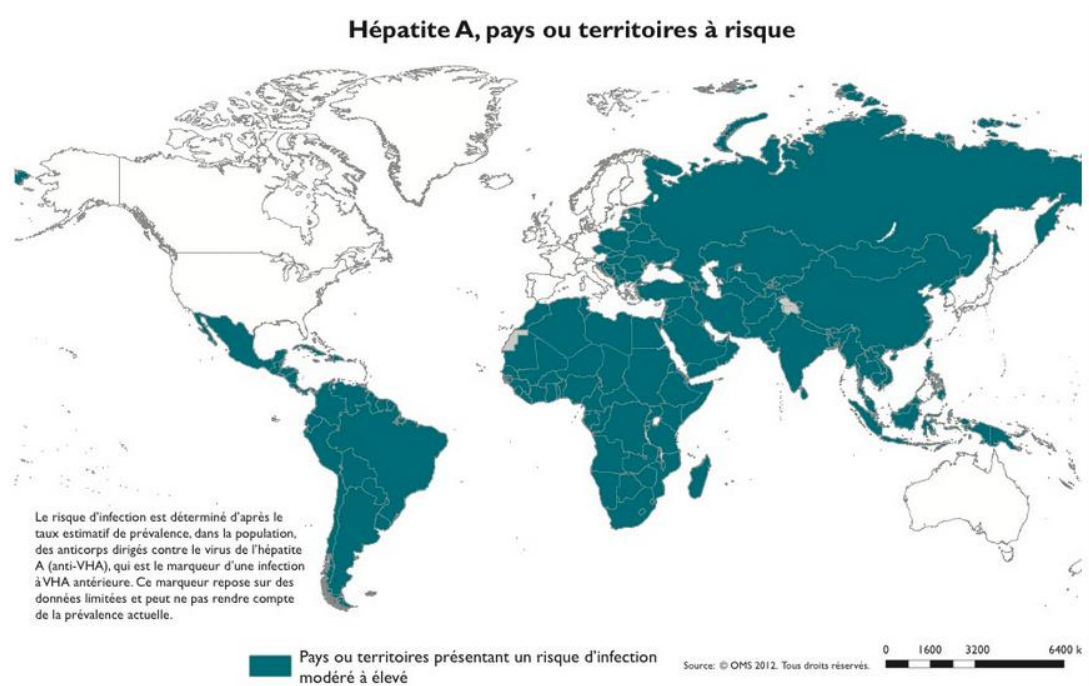 Hépatite A, pays ou territoires à risque
Le risque d'infection est déterminé d'après le
taux estimatif de prévalence, dans la population,
des anticorps dirigés contre le virus de l'hépatite
A (anti-VHA), qui est le marqueur d'une infection
à VHA antérieure. Ce marqueur repose sur des
données limitées et peut ne pas rendre compte
de la prévalence actuelle.
Pays ou territoires présentant un risque d'infection
modéré à élevé
Source: © OMS 2012. Tous droits réservés.
0 1600 3200 6400 k